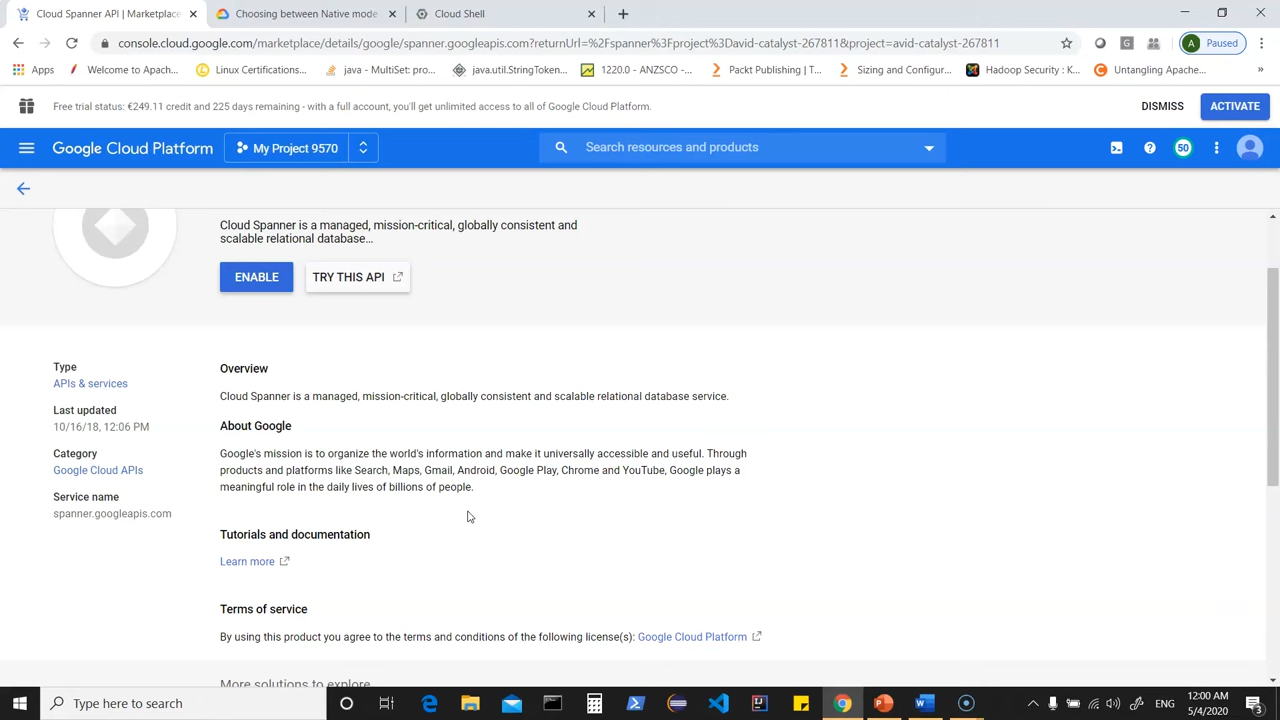 Cloud Spanner API | Marketplace
Choosing between Native mode
Cloud Shell
console.cloud.google.com/marketplace/details/google/spanner.googleapis.com?returnUrl=%2Fspanner%3Fproject%3David-catalyst-267811&project=avid-catalyst-267811
A Paused
Apps
Welcome to Apach...
Linux Certifications...
java - MultiSet: pro...
java.util.StringToken...
1220.0 - ANZSCO -...
Packt Publishing | T...
Sizing and Configur...
Hadoop Security : K...
Untangling Apache...
»
Free trial status: €249.11 credit and 225 days remaining - with a full account, you'll get unlimited access to all of Google Cloud Platform.
DISMISS
ACTIVATE
Google Cloud Platform
My Project 9570
Search resources and products
50
Cloud Spanner is a managed, mission-critical, globally consistent and
scalable relational database...
ENABLE
TRY THIS API
Type
APIs & services
Last updated
10/16/18, 12:06 PM
Category
Google Cloud APIs
Service name
spanner.googleapis.com
Overview
Cloud Spanner is a managed, mission-critical, globally consistent and scalable relational database service.
About Google
Google's mission is to organize the world's information and make it universally accessible and useful. Through
products and platforms like Search, Maps, Gmail, Android, Google Play, Chrome and YouTube, Google plays a
meaningful role in the daily lives of billions of people.
Tutorials and documentation
Learn more
Terms of service
By using this product you agree to the terms and conditions of the following license(s): Google Cloud Platform
More solutions to explore
Type here to search
ENG
12:00 AM
5/4/2020
3